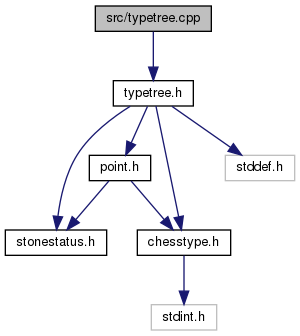 src/typetree.cpp
typetree.h
point.h
stddef.h
stonestatus.h
chesstype.h
stdint.h